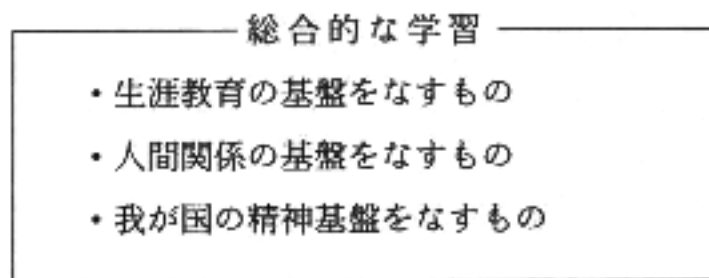 総合的な学習
・生涯教育の基盤をなすもの
・人間関係の基盤をなすもの
・我が国の精神基盤をなすもの